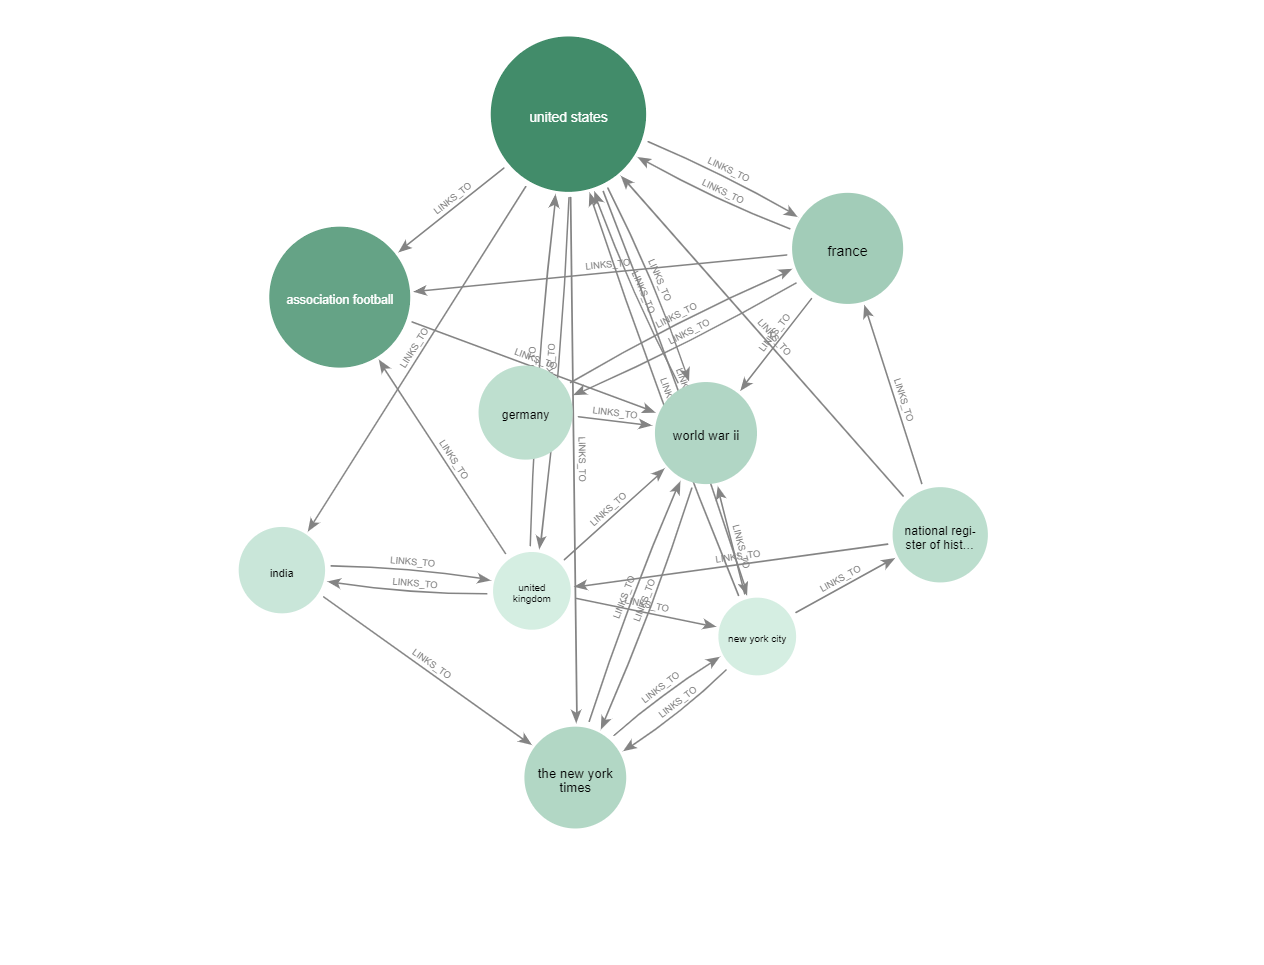 united states
LINKS_TO
LINKS_TO
LINKS_TO
france
LINKS_TO
LINKS_TO
LINKS_TO
association football
LINKS_TO
LINKS_TO
LINKS_TO
LINKS_TO
LINKS_TO
LINKS_TO
germany
LINKS_TO
world war ii
LINKS_TO
LINKS_TO
LINKS_TO
LINKS_TO
national regi-
ster of hist...
LINKS_TO
LINKS_TO
india
LINKS_TO
LINKS_TO
united
kingdom
LINKS_TO
LINKS_TO
LINKS_TO
LINKS_TO
new york city
LINKS_TO
LINKS_TO
LINKS_TO
the new york
times